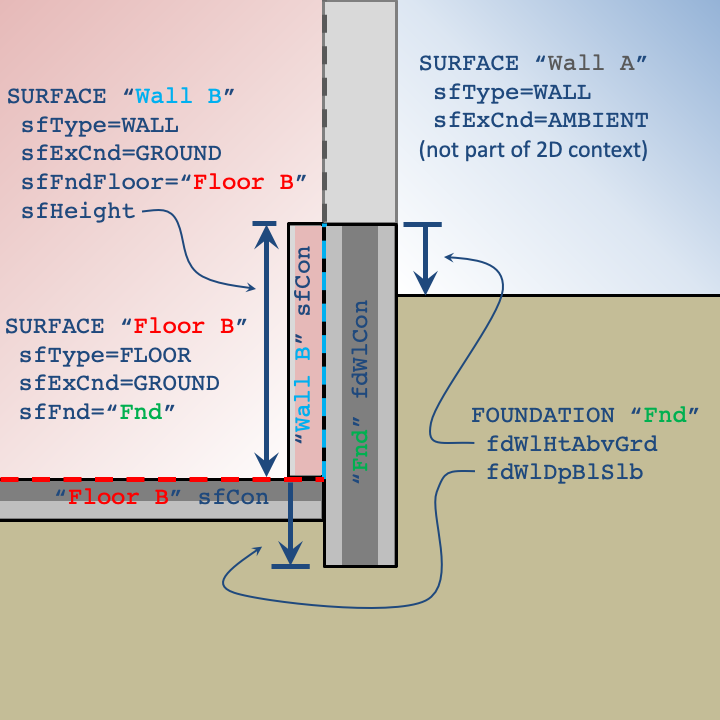 SURFACE “Wall A”
sfType=WALL
sfExCnd=AMBIENT
(not part of 2D context)
SURFACE “Wall B”
sfType=WALL
sfExCnd=GROUND
sfFndFloor=“Floor B”
sfHeight
“Wall B” sfCon
“Fnd” fdWlCon
SURFACE “Floor B”
sfType=FLOOR
sfExCnd=GROUND
sfFnd=“Fnd”
FOUNDATION “Fnd”
fdWlHtAbvGrd
fdWlDpBlSlb
“Floor B” sfCon